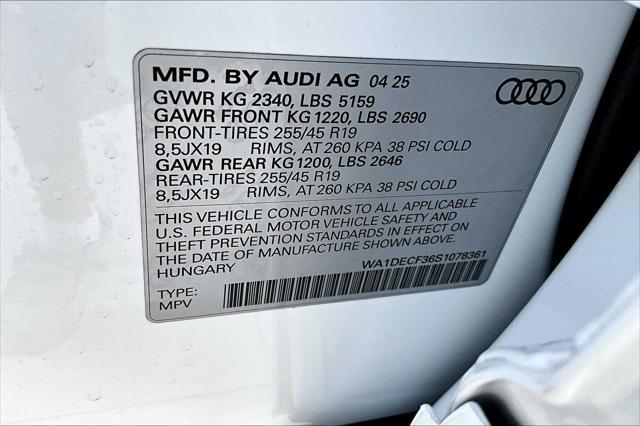 MFD. BY AUDI AG 04 25
GVWR KG 2340, LBS 5159
GAWR FRONT KG 1220, LBS 2690
FRONT-TIRES 255/45 R19
8,5JX19 RIMS, AT 260 KPA 38 PSI COLD
GAWR REAR KG 1200, LBS 2646
REAR-TIRES 255/45 R19
8,5JX19 RIMS, AT 260 KPA 38 PSI COLD
THIS VEHICLE CONFORMS TO ALL APPLICABLE
U.S. FEDERAL MOTOR VEHICLE SAFETY AND
THEFT PREVENTION STANDARDS IN EFFECT ON
THE DATE OF MANUFACTURE SHOWN ABOVE.
HUNGARY
WA1DECF36S1078361
TYPE:
MPV